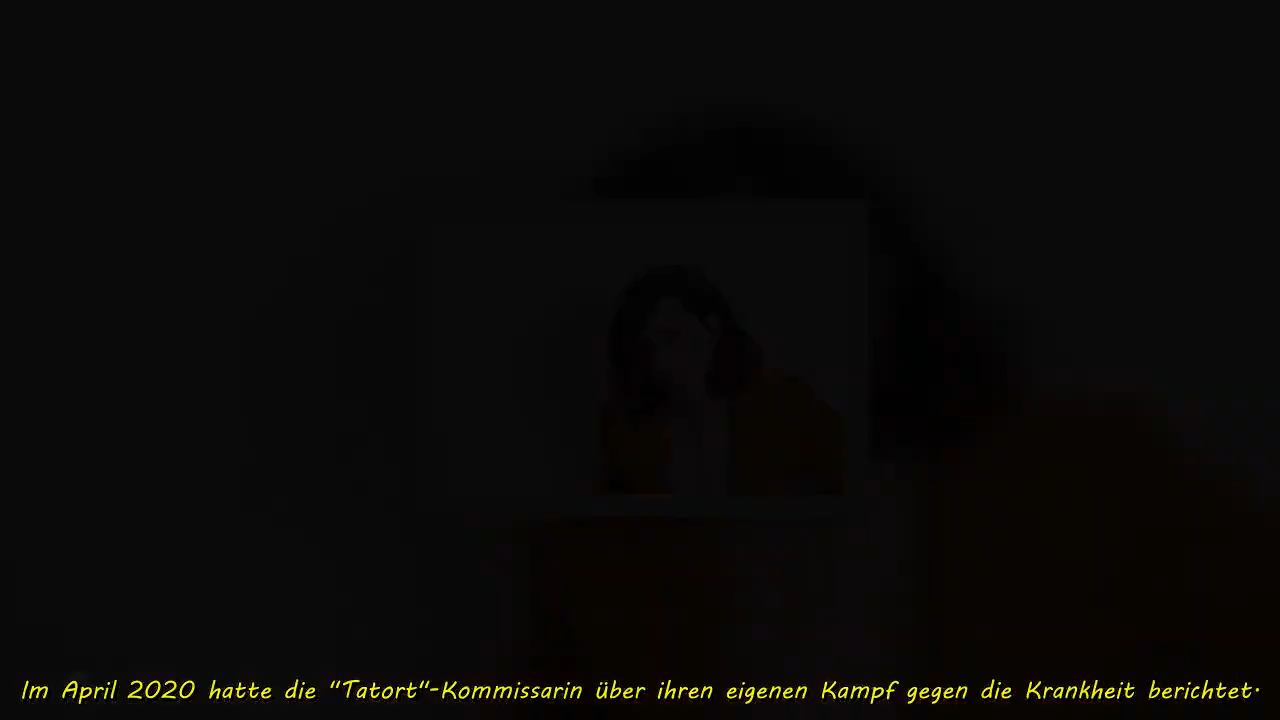 Im April 2020 hatte die "Tatort"-Kommissarin über ihren eigenen Kampf gegen die Krankheit berichtet.